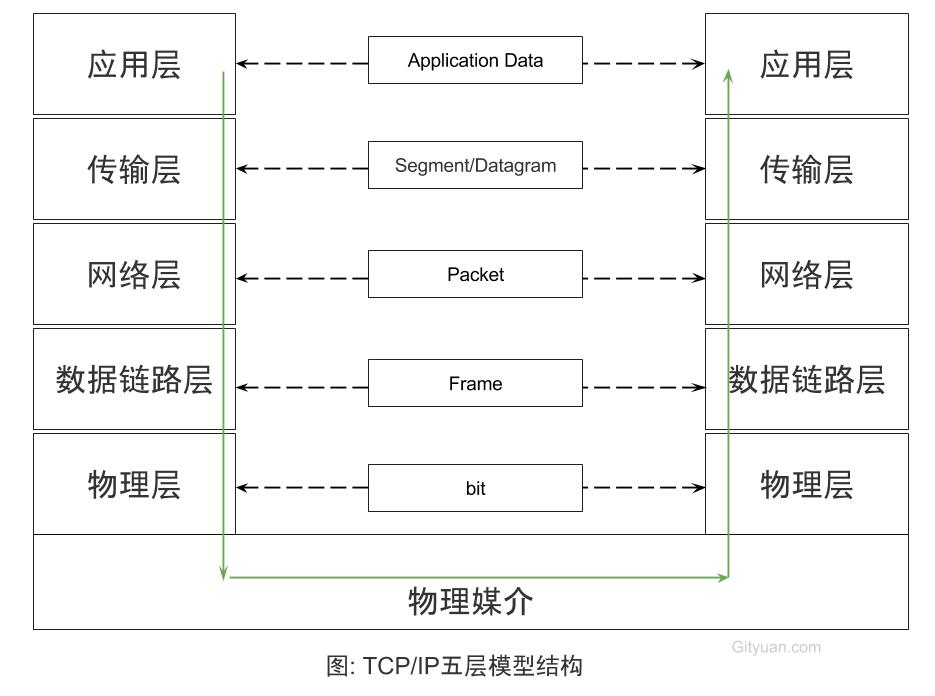 应用层 Application Data 应用层
传输层 Segment/Datagram 传输层
网络层 Packet 网络层
数据链路层 Frame 数据链路层
物理层 bit 物理层
物理媒介
Gityuan.com
图: TCP/IP五层模型结构